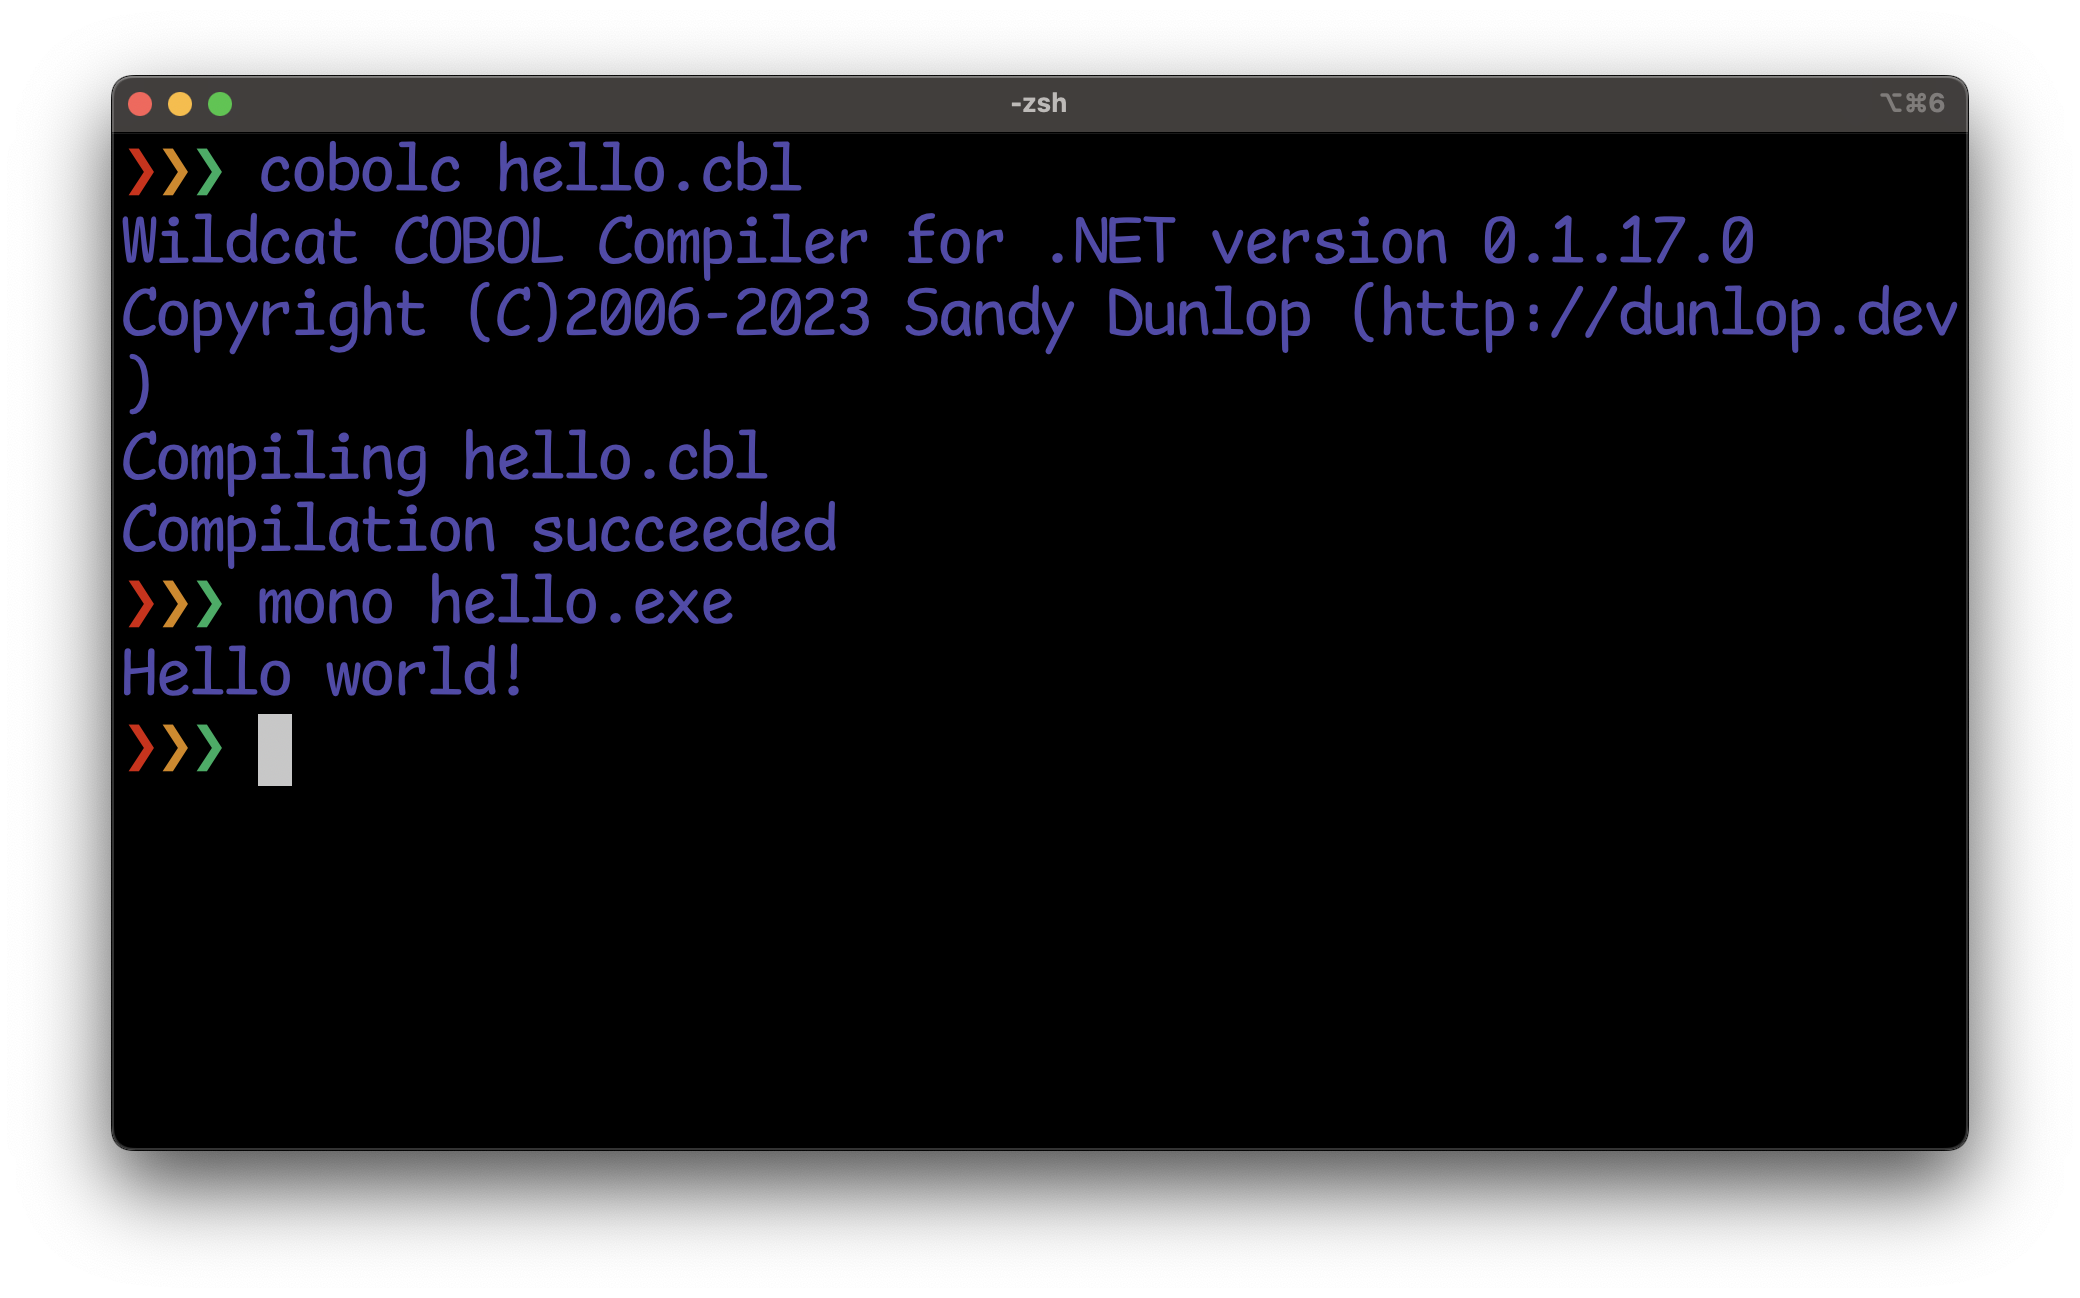 -zsh
⌥⌘6
❯❯❯ cobolc hello.cbl
Wildcat COBOL Compiler for .NET version 0.1.17.0
Copyright (C)2006-2023 Sandy Dunlop (http://dunlop.dev
)
Compiling hello.cbl
Compilation succeeded
❯❯❯ mono hello.exe
Hello world!
❯❯❯